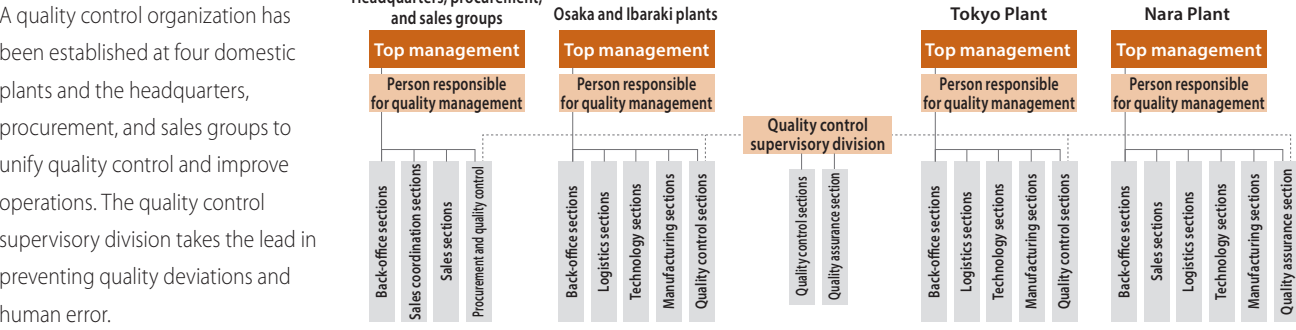 A quality control organization has
been established at four domestic
plants and the headquarters,
procurement, and sales groups to
unify quality control and improve
operations. The quality control
supervisory division takes the lead in
preventing quality deviations and
human error.
Headquarters, procurement,
and sales groups
Top management
Person responsible
for quality management
Back-office sections
Sales coordination sections
Sales sections
Procurement and quality control
Osaka and Ibaraki plants
Top management
Person responsible
for quality management
Back-office sections
Logistics sections
Technology sections
Manufacturing sections
Quality control sections
Quality control
supervisory division
Quality control sections
Quality assurance section
Tokyo Plant
Top management
Person responsible
for quality management
Back-office sections
Logistics sections
Technology sections
Manufacturing sections
Quality control sections
Nara Plant
Top management
Person responsible
for quality management
Back-office sections
Sales sections
Logistics sections
Technology sections
Manufacturing sections
Quality assurance section